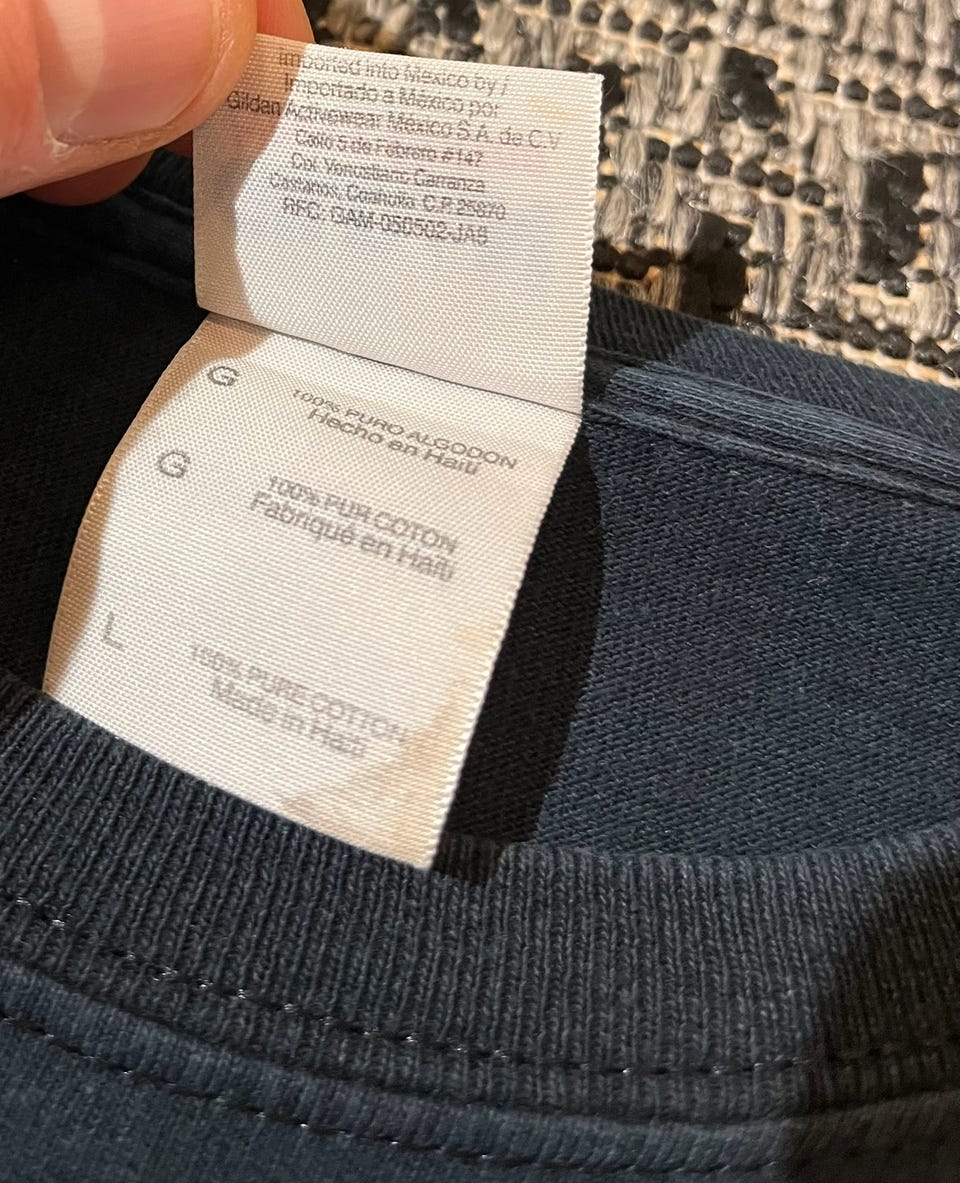 Imported into Mexico by /
Importado a México por
Gildan Activewear México S.A. de C.V
Calle 5 de Febrero #147
Col. Venustiano Carranza
Castaños, Coahuila C.P. 25870
RFC: GAM-050502-JA8
G 100% PURO ALGODON
Hecho en Haití
G 100% PUR COTON
Fabriqué en Haïti
L 100% PURE COTTON
Made in Haiti